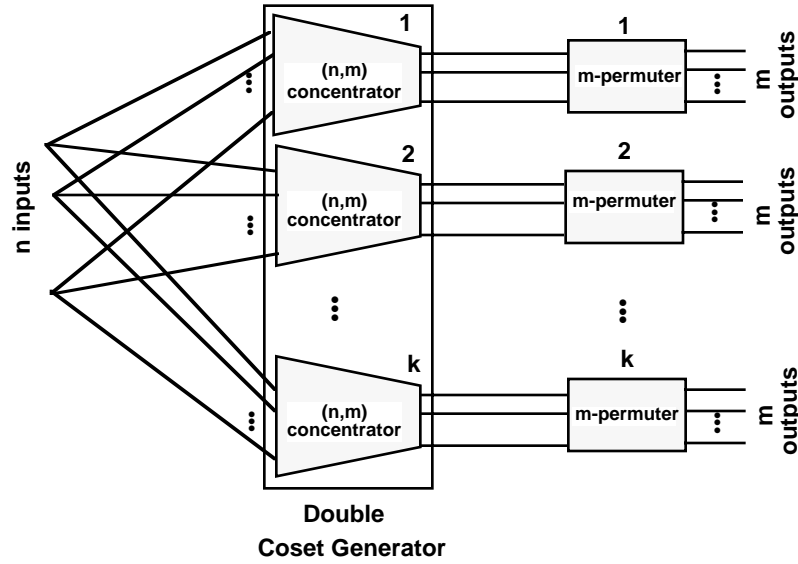 1
(n,m)
concentrator
1
m-permuter
m
outputs
n inputs
2
(n,m)
concentrator
2
m-permuter
m
outputs
k
(n,m)
concentrator
k
m-permuter
m
outputs
Double
Coset Generator